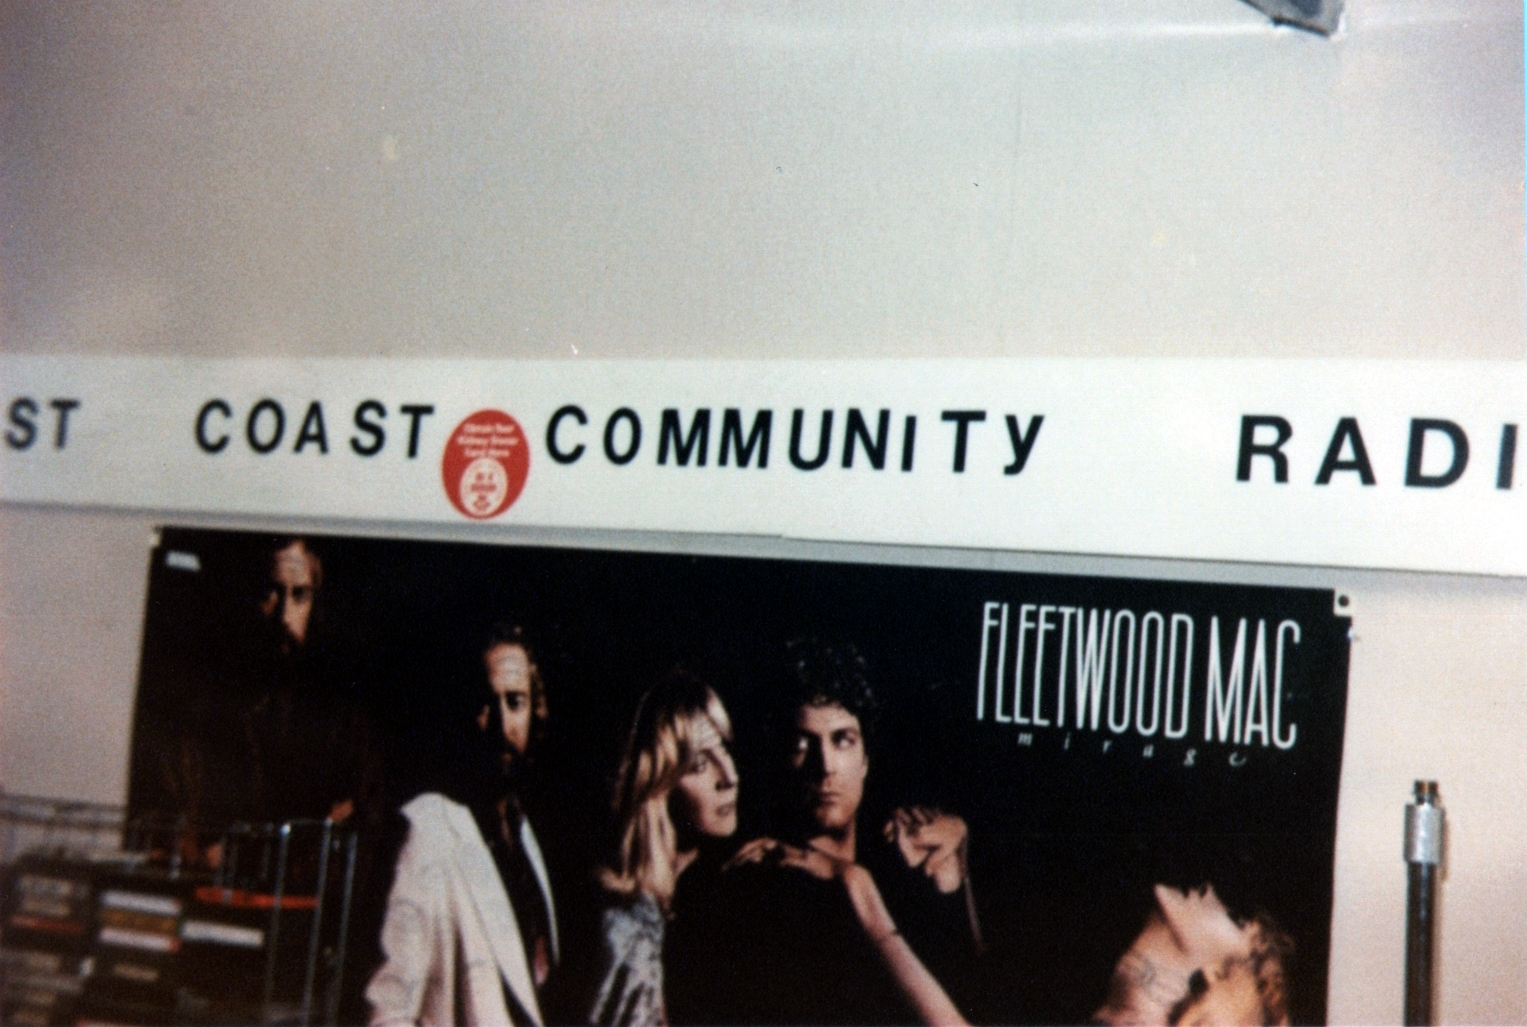 ST COAST COMMUNITY RADI
FLEETWOOD MAC
mirage